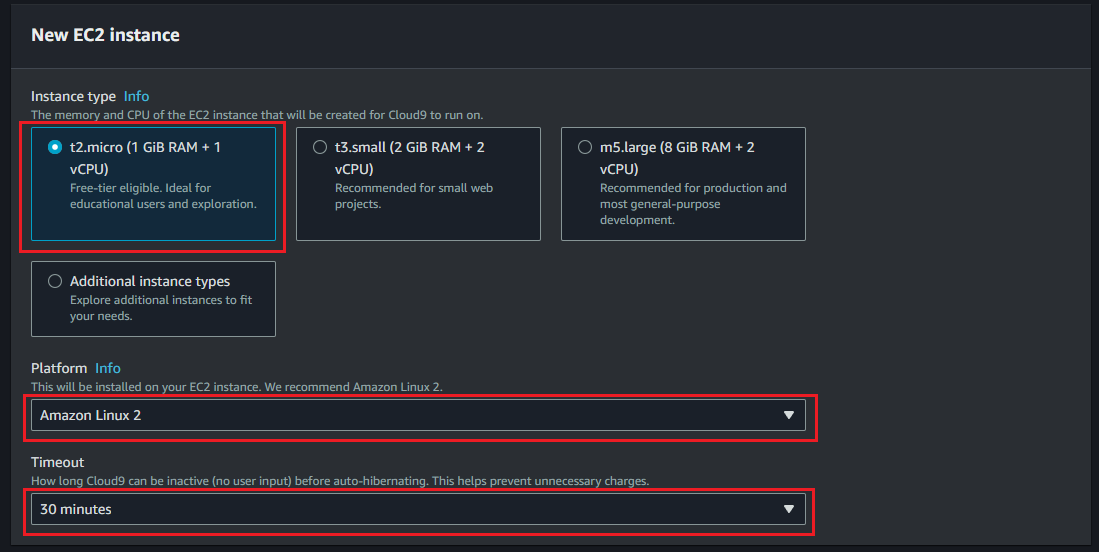 New EC2 instance
Instance type Info
The memory and CPU of the EC2 instance that will be created for Cloud9 to run on.
t2.micro (1 GiB RAM + 1
vCPU)
Free-tier eligible. Ideal for
educational users and exploration.
t3.small (2 GiB RAM + 2
vCPU)
Recommended for small web
projects.
m5.large (8 GiB RAM + 2
vCPU)
Recommended for production and
most general-purpose
development.
Additional instance types
Explore additional instances to fit
your needs.
Platform Info
This will be installed on your EC2 instance. We recommend Amazon Linux 2.
Amazon Linux 2
Timeout
How long Cloud9 can be inactive (no user input) before auto-hibernating. This helps prevent unnecessary charges.
30 minutes